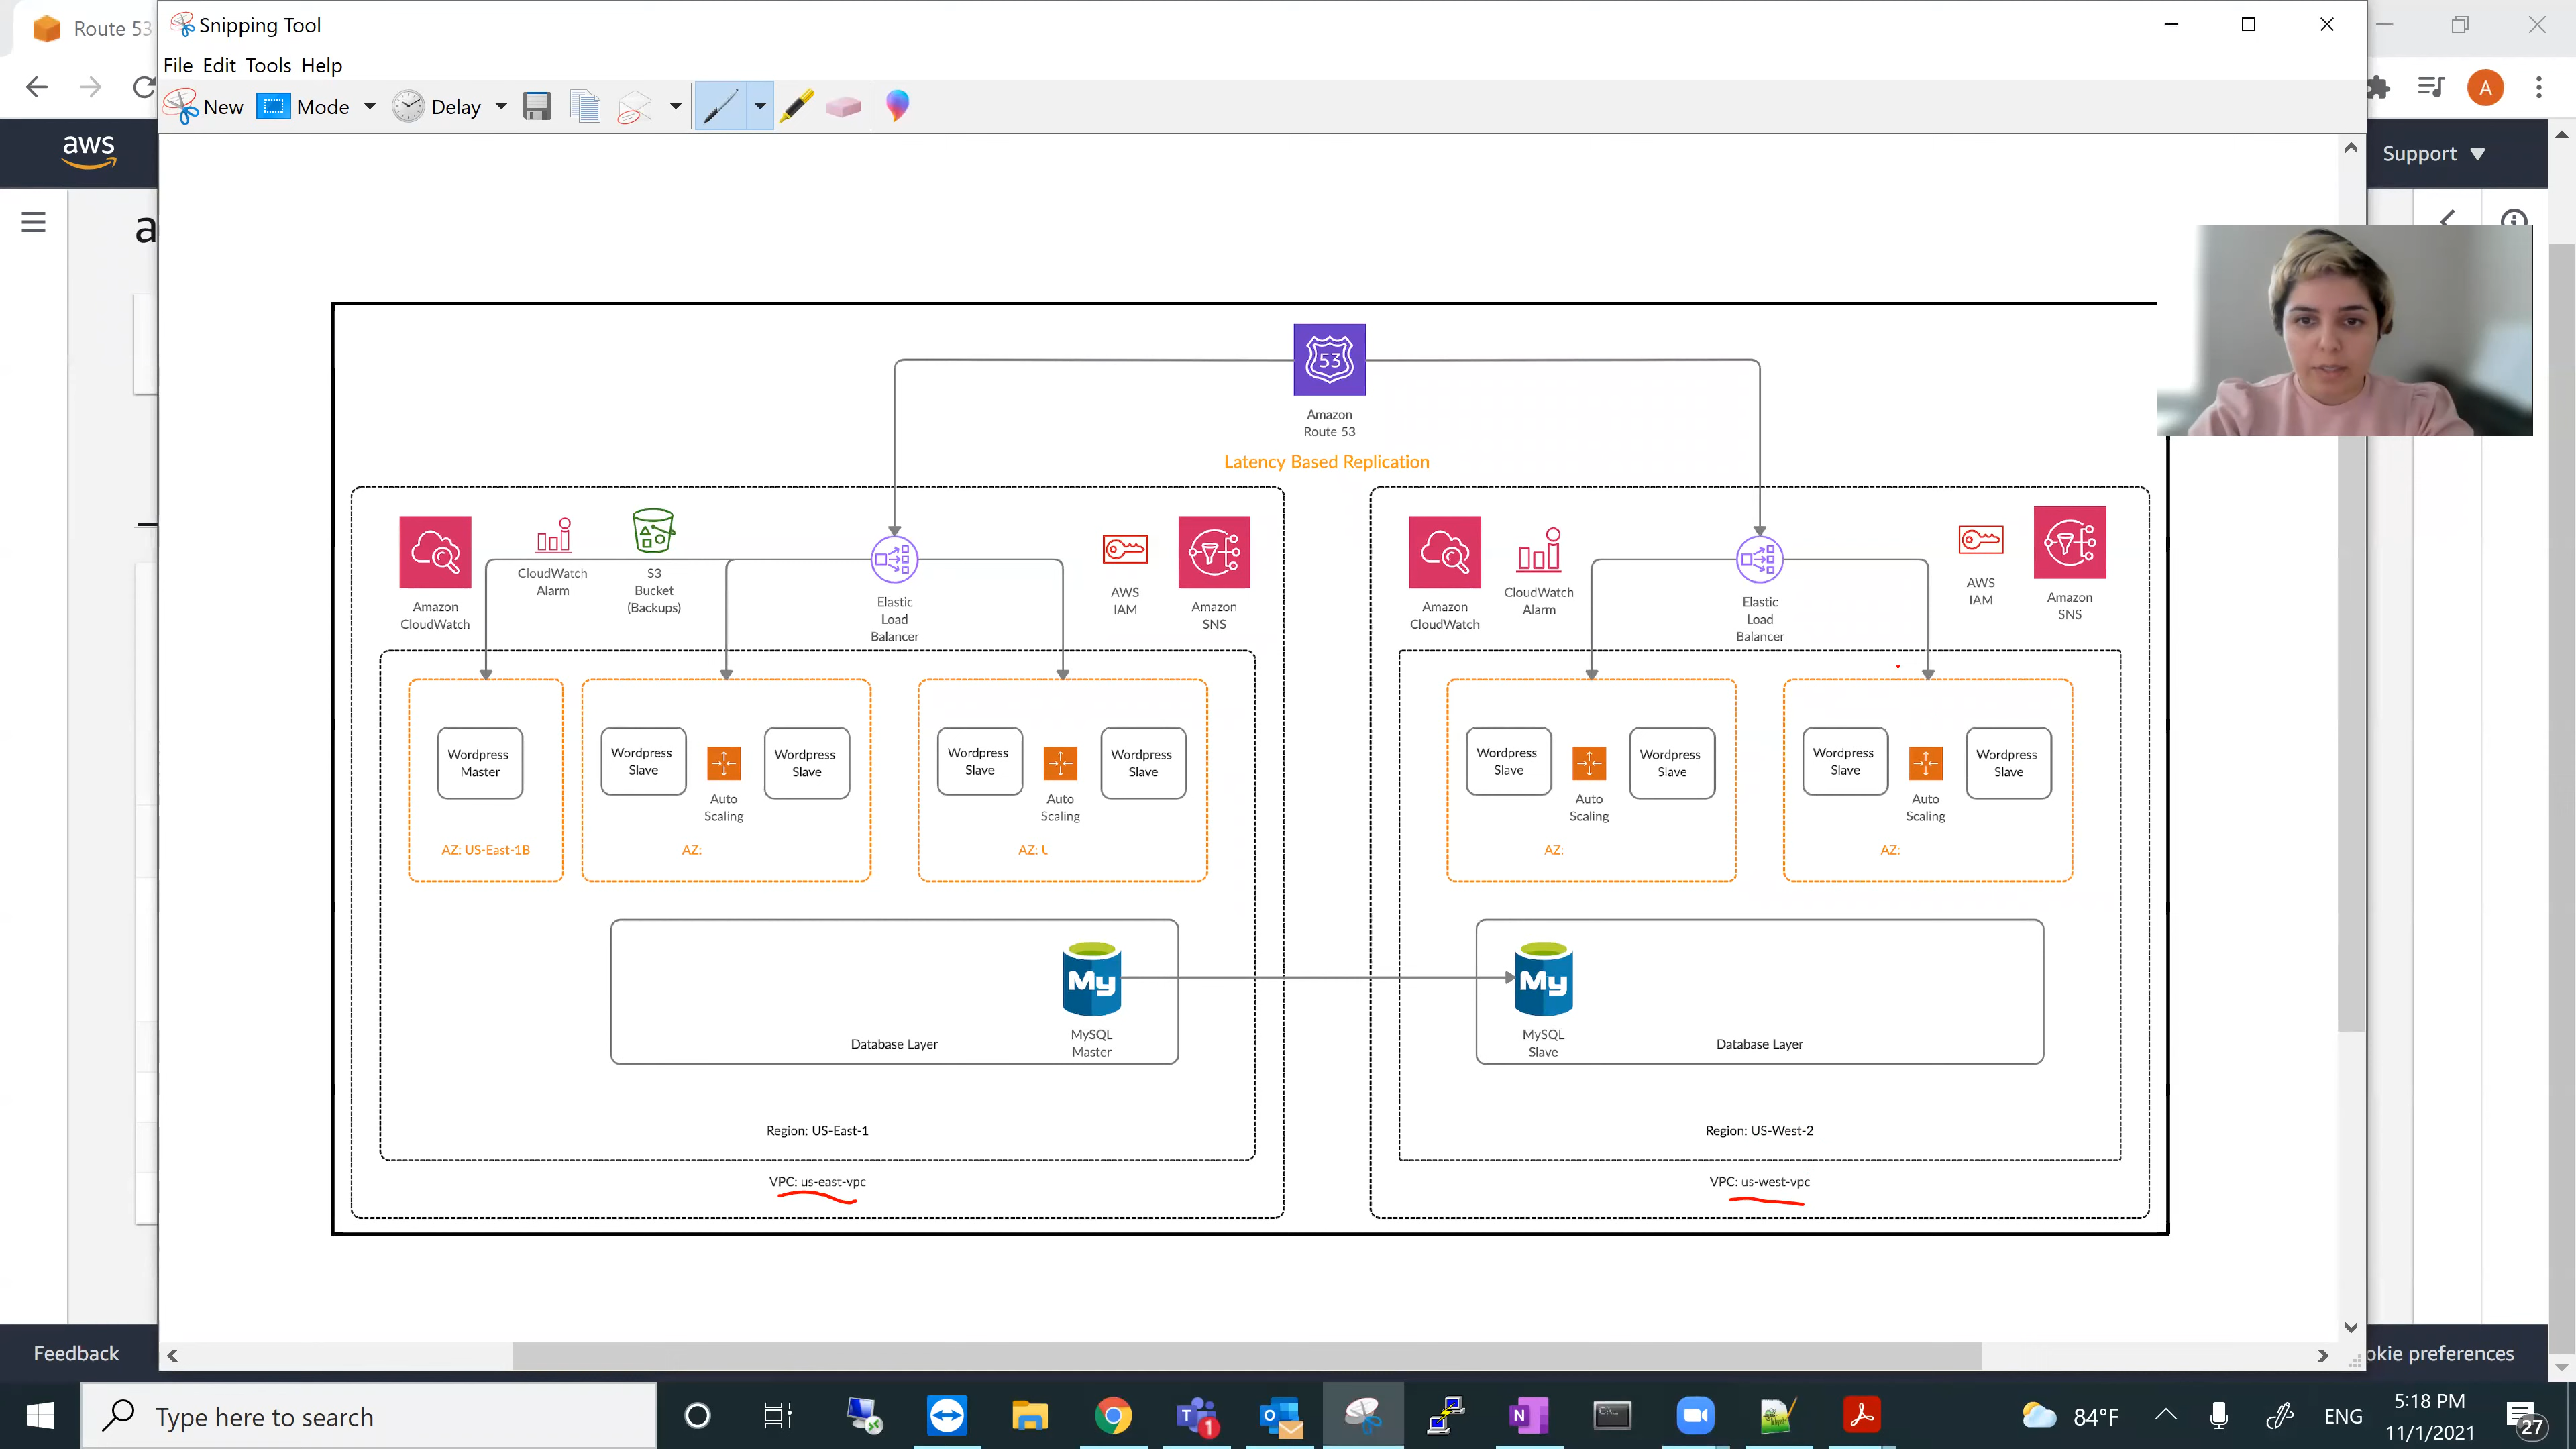 Route 53
Snipping Tool
File Edit Tools Help
New Mode Delay
A
aws
Support
a
53
Amazon
Route 53
Latency Based Replication
Amazon
CloudWatch
CloudWatch
Alarm
S3
Bucket
(Backups)
Elastic
Load
Balancer
AWS
IAM
Amazon
SNS
Amazon
CloudWatch
CloudWatch
Alarm
Elastic
Load
Balancer
AWS
IAM
Amazon
SNS
Wordpress
Master
AZ: US-East-1B
Wordpress
Slave
Auto
Scaling
Wordpress
Slave
AZ:
Wordpress
Slave
Auto
Scaling
Wordpress
Slave
AZ: U
Wordpress
Slave
Auto
Scaling
Wordpress
Slave
AZ:
Wordpress
Slave
Auto
Scaling
Wordpress
Slave
AZ:
My
MySQL
Master
Database Layer
My
MySQL
Slave
Database Layer
Region: US-East-1
Region: US-West-2
VPC: us-east-vpc
VPC: us-west-vpc
Feedback
okie preferences
Type here to search
T
1
O
N
84°F
ENG
5:18 PM
11/1/2021
27